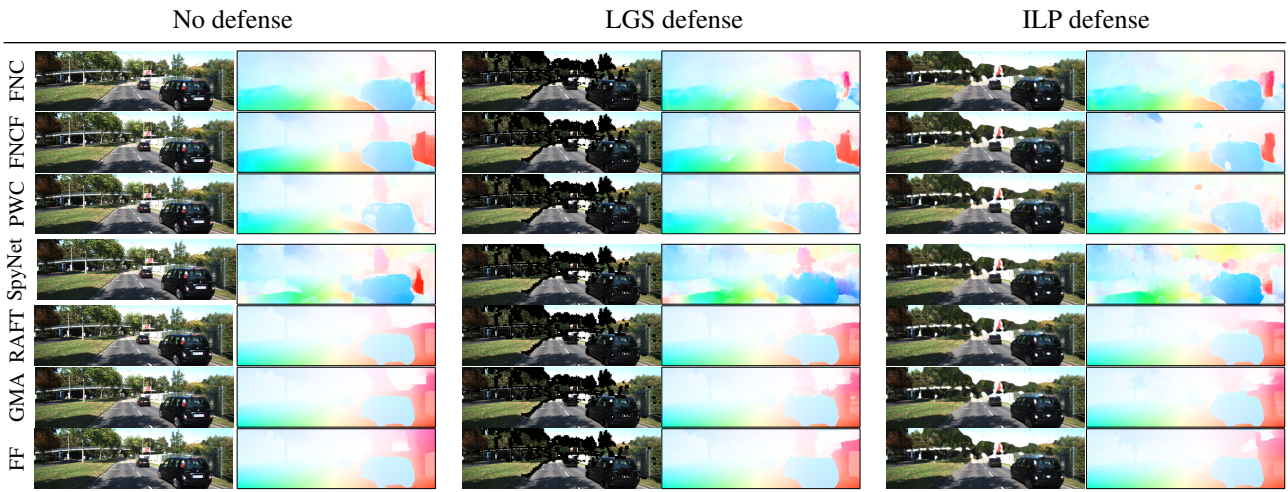 No defense LGS defense ILP defense
FNC
FNCF
PWC
SpyNet
RAFT
GMA
FF